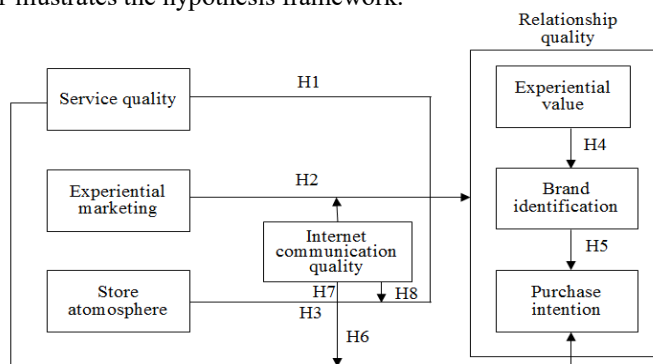 1 illustrates the hypothesis framework.
Relationship
quality
H1
Service quality
Experiential
value
H4
H2
Experiential
marketing
Brand
identification
Internet
communication
quality
H5
H7
H8
Store
atomosphere
H3
Purchase
intention
H6